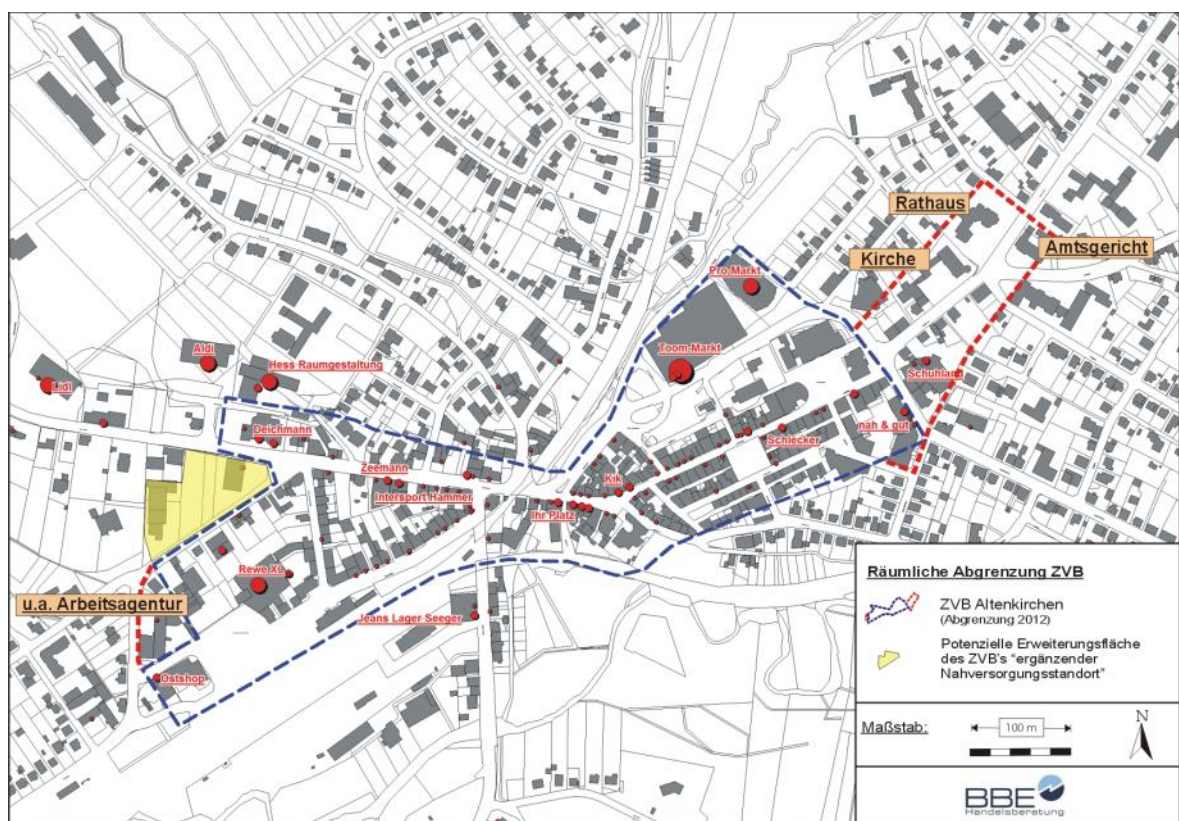 Rathaus
Amtsgericht
Kirche
Pro Markt
Toom-Markt
Aldi
Hess Raumgestaltung
Lidl
Schuhland
Deichmann
nah & gut
Schlecker
Zeemann
Kik
Intersport Hammer
Ihr Platz
Rewe XL
u.a. Arbeitsagentur
Jeans Lager Seeger
Ostshop
Räumliche Abgrenzung ZVB
ZVB Altenkirchen
(Abgrenzung 2012)
Potenzielle Erweiterungsfläche
des ZVB's "ergänzender
Nahversorgungsstandort"
Maßstab:
100 m
N
BBE
Handelsberatung